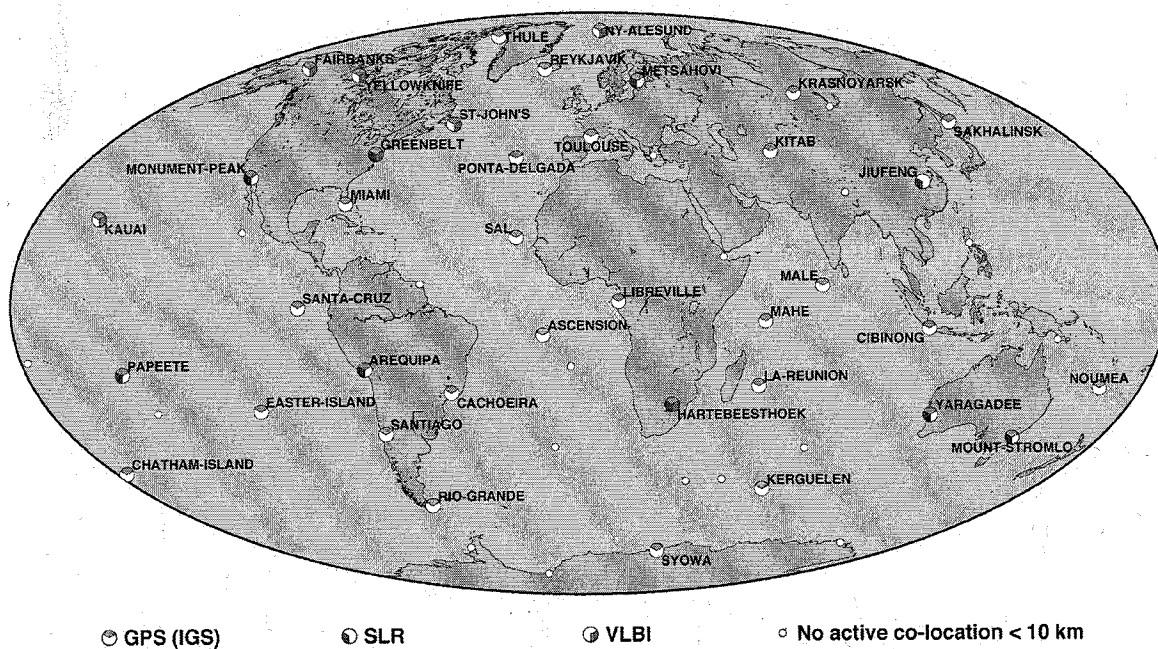 THULE
NY-ALESUND
FAIRBANKS
REYKJAVIK
METSAHOVI
YELLOWKNIFE
KRASNOYARSK
ST-JOHN'S
SAKHALINSK
GREENBELT
TOULOUSE
KITAB
MONUMENT-PEAK
PONTA-DELGADA
JIUFENG
MIAMI
KAUAI
SAL
MALE
SANTA-CRUZ
LIBREVILLE
MAHE
ASCENSION
CIBINONG
PAPEETE
AREQUIPA
LA-REUNION
NOUMEA
EASTER-ISLAND
CACHOEIRA
HARTEBEESTHOEK
YARAGADEE
SANTIAGO
MOUNT-STROMLO
CHATHAM-ISLAND
KERGUELEN
RIO-GRANDE
SYOWA
GPS (IGS) SLR VLBI No active co-location < 10 km